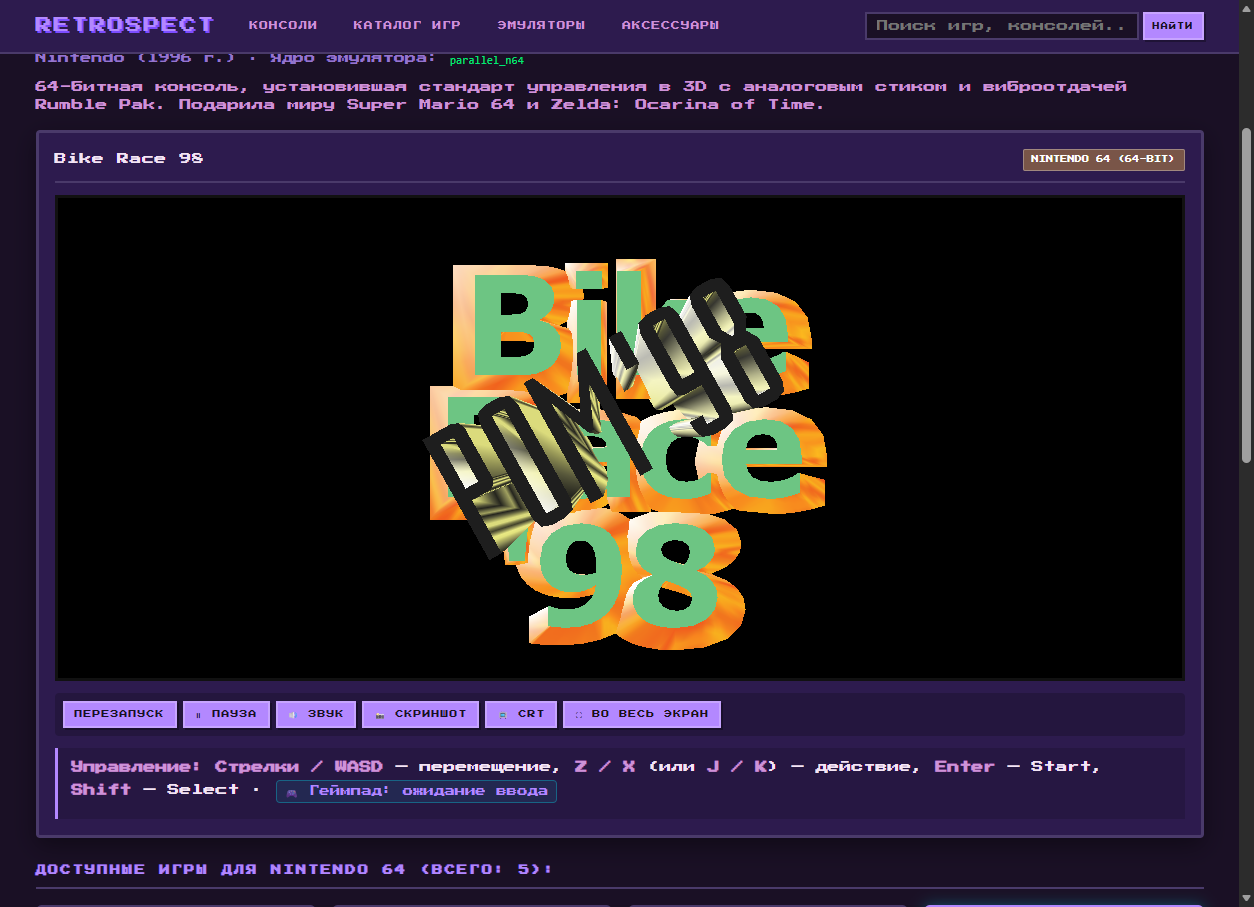 RETROSPECT
КОНСОЛИ
КАТАЛОГ ИГР
ЭМУЛЯТОРЫ
АКСЕССУАРЫ
Поиск игр, консолей..
НАЙТИ
Nintendo (1996 г.) · Ядро эмулятора: parallel_n64
64-битная консоль, установившая стандарт управления в 3D с аналоговым стиком и виброотдачей
Rumble Pak. Подарила миру Super Mario 64 и Zelda: Ocarina of Time.
Bike Race 98
NINTENDO 64 (64-BIT)
Bike
Race
'98
POM '98
ПЕРЕЗАПУСК
ПАУЗА
ЗВУК
СКРИНШОТ
CRT
ВО ВЕСЬ ЭКРАН
Управление: Стрелки / WASD — перемещение, Z / X (или J / K) — действие, Enter — Start,
Shift — Select · Геймпад: ожидание ввода
ДОСТУПНЫЕ ИГРЫ ДЛЯ NINTENDO 64 (ВСЕГО: 5):